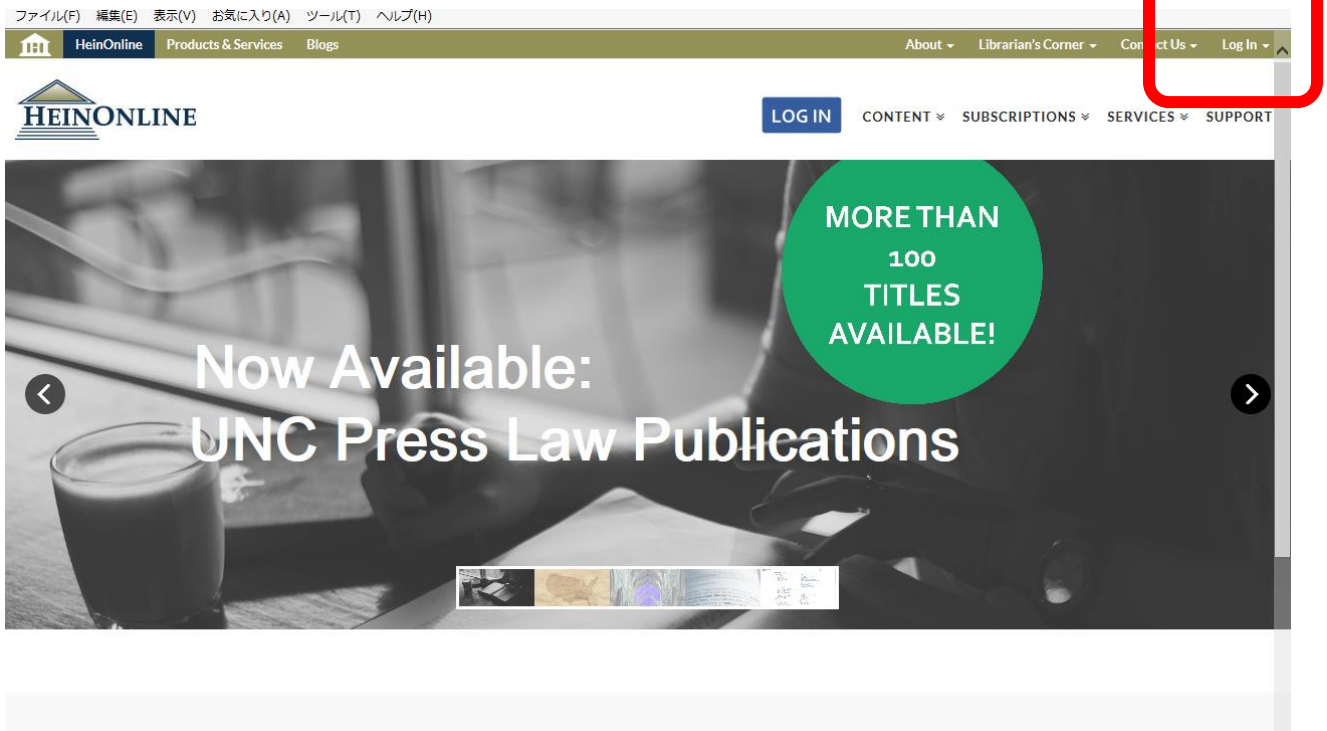 ファイル(F) 編集(E) 表示(V) お気に入り(A) ツール(T) ヘルプ(H)
HeinOnline Products & Services Blogs About Librarian's Corner Contact Us Log In
HEINONLINE
LOG IN CONTENT SUBSCRIPTIONS SERVICES SUPPORT
MORE THAN
100
TITLES
AVAILABLE!
Now Available:
UNC Press Law Publications